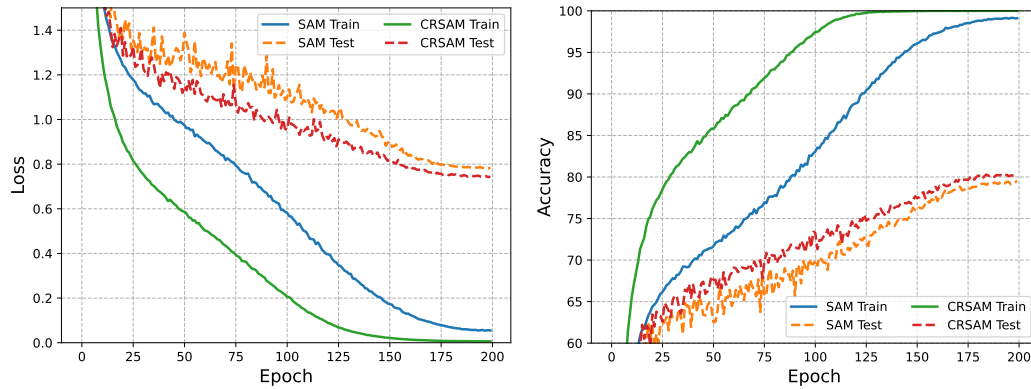 SAM Train
SAM Test
CRSAM Train
CRSAM Test
1.4
1.2
1.0
0.8
0.6
0.4
0.2
0.0
Loss
0 25 50 75 100 125 150 175 200
Epoch
100
95
90
85
80
75
70
65
60
Accuracy
SAM Train
SAM Test
CRSAM Train
CRSAM Test
0 25 50 75 100 125 150 175 200
Epoch